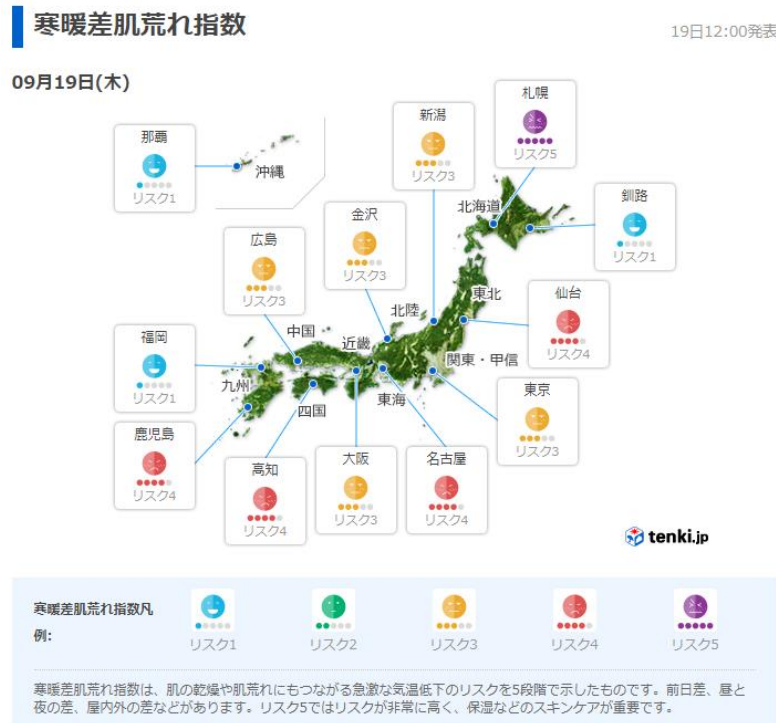 寒暖差肌荒れ指数
19日12:00発表
09月19日(木)
札幌
リスク5
新潟
リスク3
那覇
リスク1
沖縄
釧路
リスク1
北海道
金沢
リスク3
広島
リスク3
東北
仙台
リスク4
北陸
福岡
リスク1
中国
近畿
関東・甲信
九州
四国
東海
東京
リスク3
鹿児島
リスク4
高知
リスク4
大阪
リスク3
名古屋
リスク4
tenki.jp
寒暖差肌荒れ指数凡
例:
リスク1
リスク2
リスク3
リスク4
リスク5
寒暖差肌荒れ指数は、肌の乾燥や肌荒れにもつながる急激な気温低下のリスクを5段階で示したものです。前日差、昼と
夜の差、屋内外の差などがあります。リスク5ではリスクが非常に高く、保湿などのスキンケアが重要です。